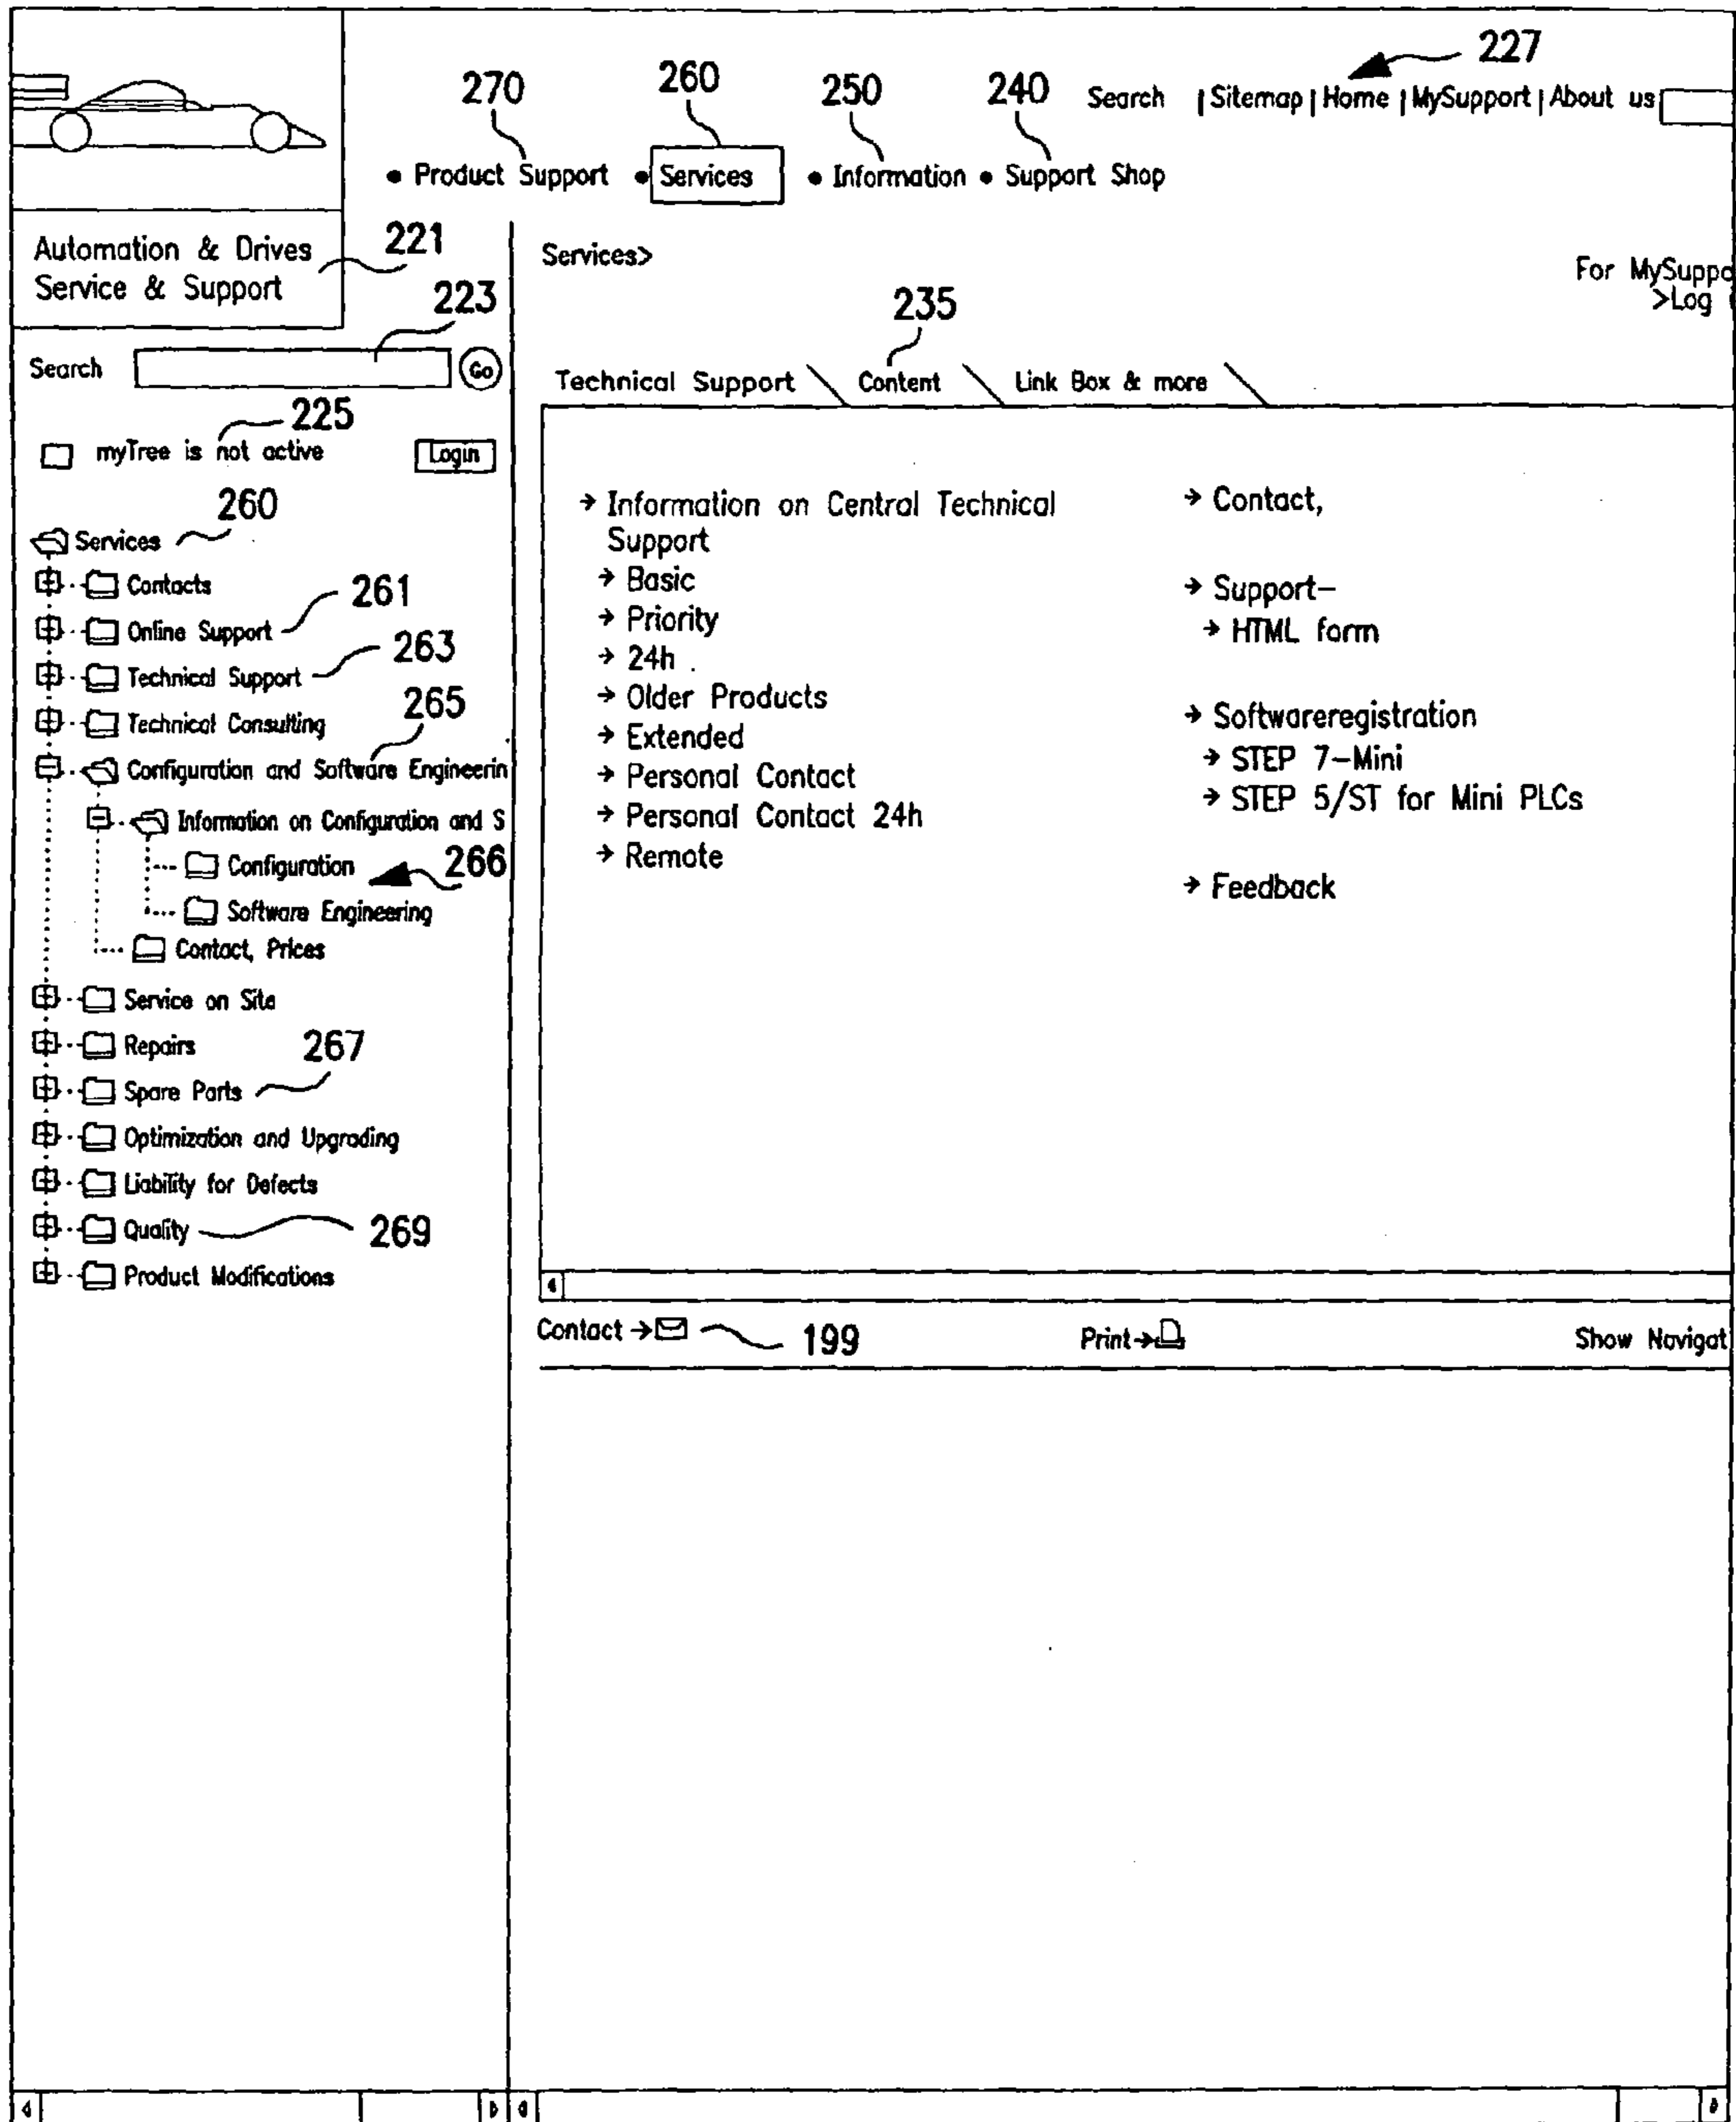 227
270 260 250 240
Search | Sitemap | Home | MySupport | About us
• Product Support • Services • Information • Support Shop
Automation & Drives
Service & Support
221
Services>
For MySuppo
>Log
223
235
Search Go
Technical Support Content Link Box & more
225
myTree is not active Login
260
Services
Contacts
261
Online Support
263
Technical Support
265
Technical Consulting
Configuration and Software Engineerin
Information on Configuration and S
Configuration 266
Software Engineering
Contact, Prices
Service on Site
Repairs
267
Spare Parts
Optimization and Upgrading
Liability for Defects
Quality 269
Product Modifications
→ Information on Central Technical
Support
→ Basic
→ Priority
→ 24h
→ Older Products
→ Extended
→ Personal Contact
→ Personal Contact 24h
→ Remote
→ Contact,
→ Support-
→ HTML form
→ Softwareregistration
→ STEP 7-Mini
→ STEP 5/ST for Mini PLCs
→ Feedback
Contact → 199 Print → Show Navigat